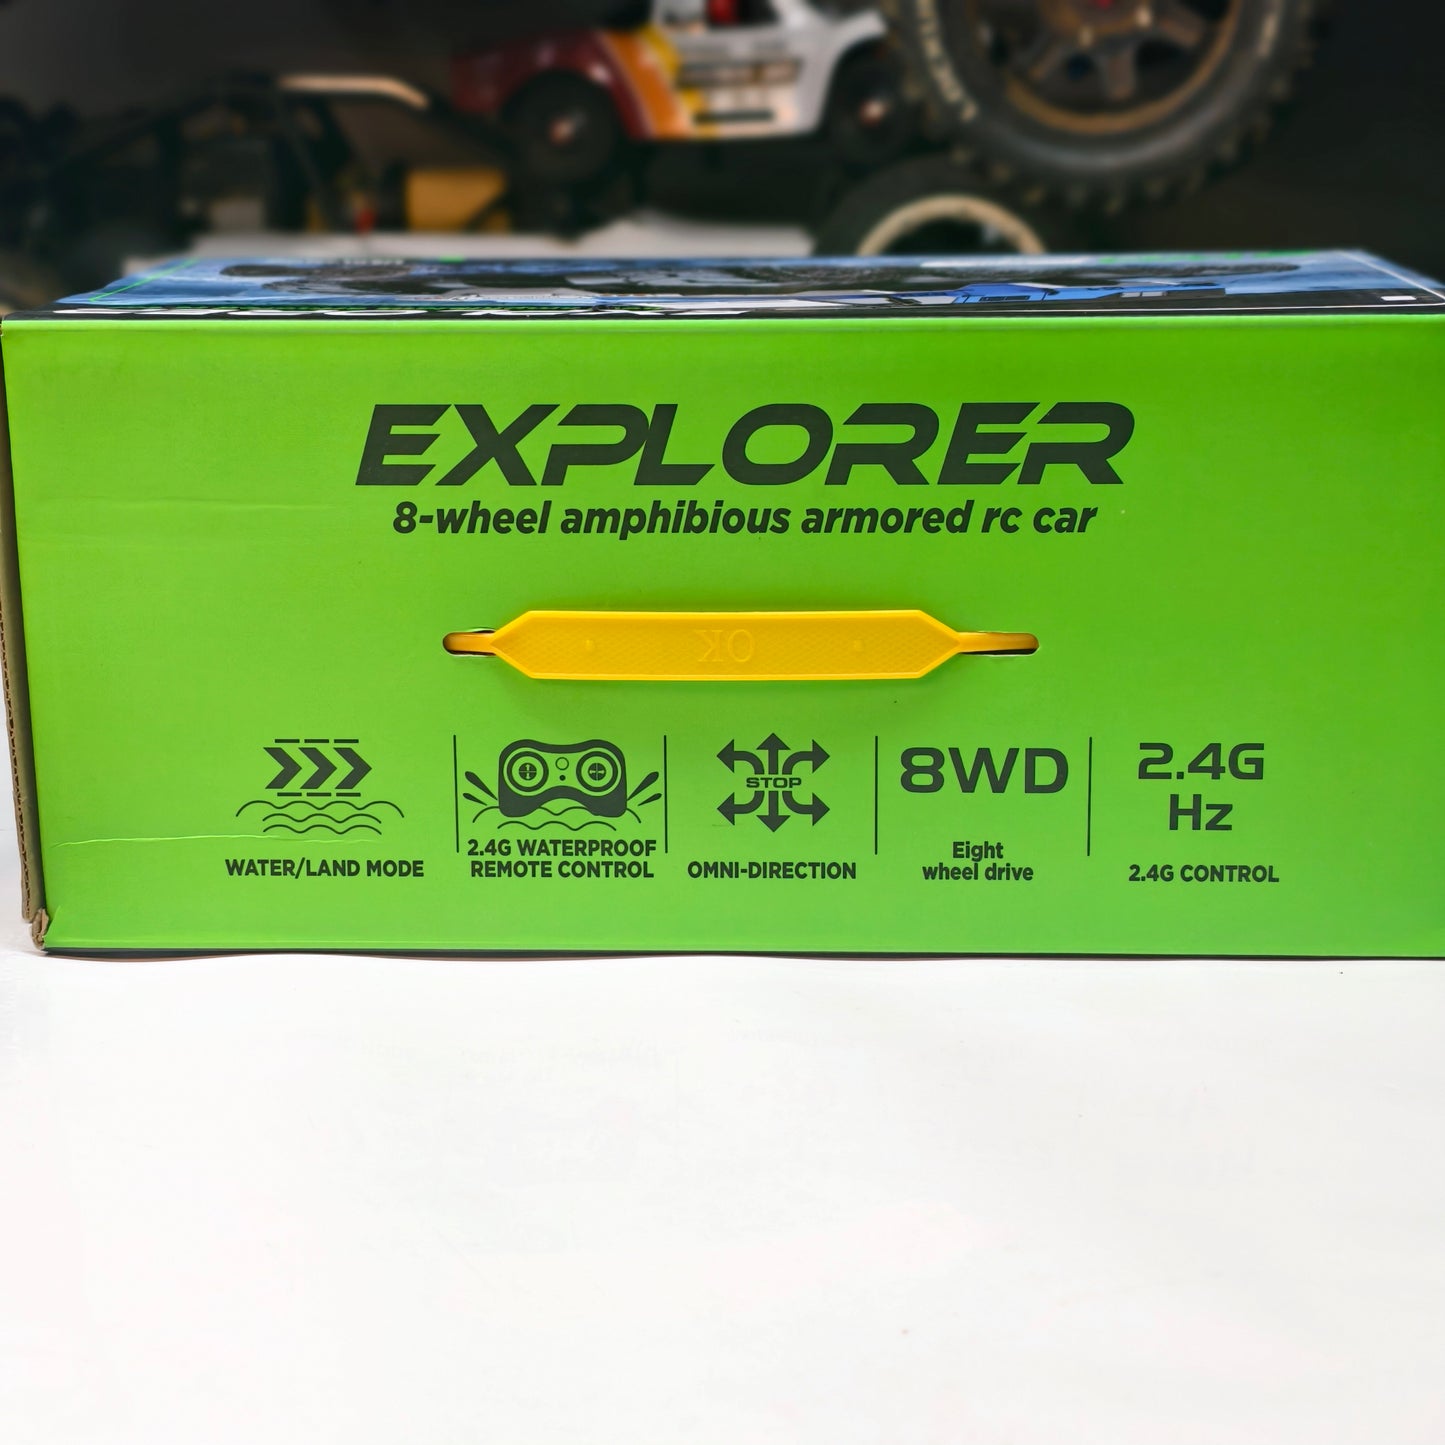 EXPLORER
8-wheel amphibious armored rc car
OK
STOP
8WD
2.4G
Hz
WATER/LAND MODE
2.4G WATERPROOF
REMOTE CONTROL
OMNI-DIRECTION
Eight
wheel drive
2.4G CONTROL